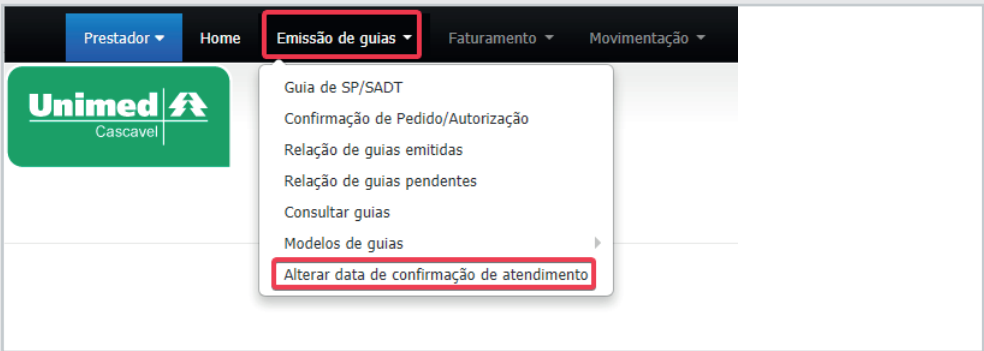 Prestador Home Emissão de guias Faturamento Movimentação
Unimed
Cascavel
Guia de SP/SADT
Confirmação de Pedido/Autorização
Relação de guias emitidas
Relação de guias pendentes
Consultar guias
Modelos de guias
Alterar data de confirmação de atendimento